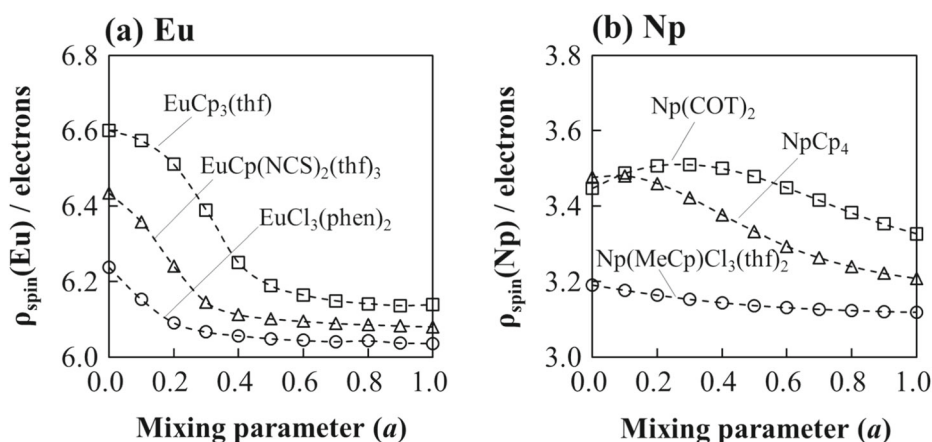 (a) Eu
ρspin(Eu) / electrons
6.8
6.6
6.4
6.2
6.0
EuCp₃(thf)
EuCp(NCS)₂(thf)₃
EuCl₃(phen)₂
0.0 0.2 0.4 0.6 0.8 1.0
Mixing parameter (a)
(b) Np
ρspin(Np) / electrons
3.8
3.6
3.4
3.2
3.0
Np(COT)₂
NpCp₄
Np(MeCp)Cl₃(thf)₂
0.0 0.2 0.4 0.6 0.8 1.0
Mixing parameter (a)